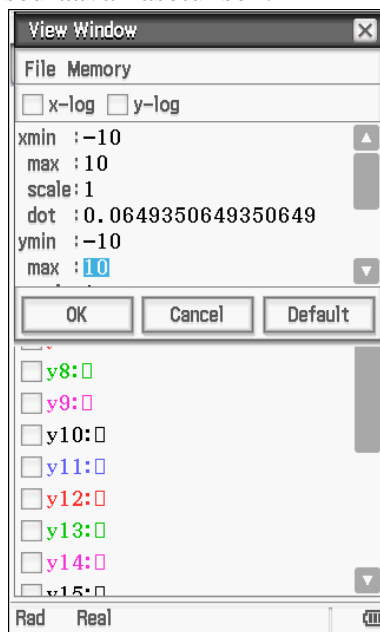 View Window
File Memory
x-log y-log
xmin :-10
max :10
scale:1
dot :0.0649350649350649
ymin :-10
max :10
OK Cancel Default
y8:▯
y9:▯
y10:▯
y11:▯
y12:▯
y13:▯
y14:▯
y15:▯
Rad Real